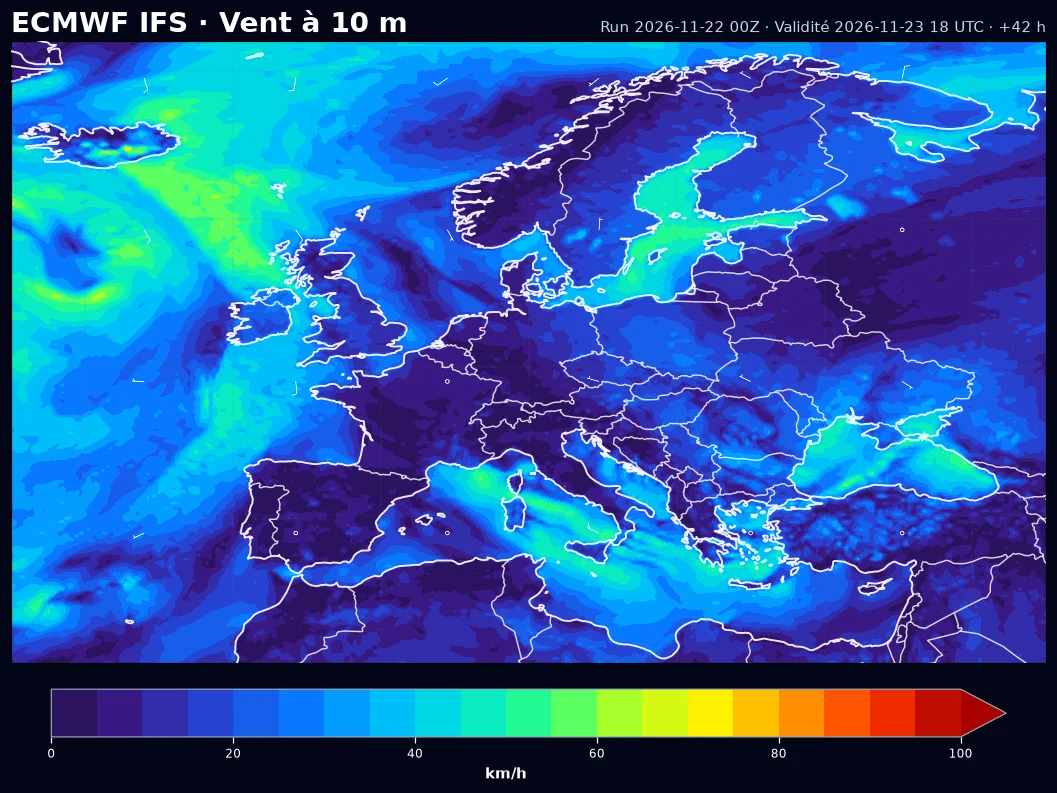 ECMWF IFS · Vent à 10 m
Run 2026-11-22 00Z · Validité 2026-11-23 18 UTC · +42 h
0 20 40 60 80 100
km/h